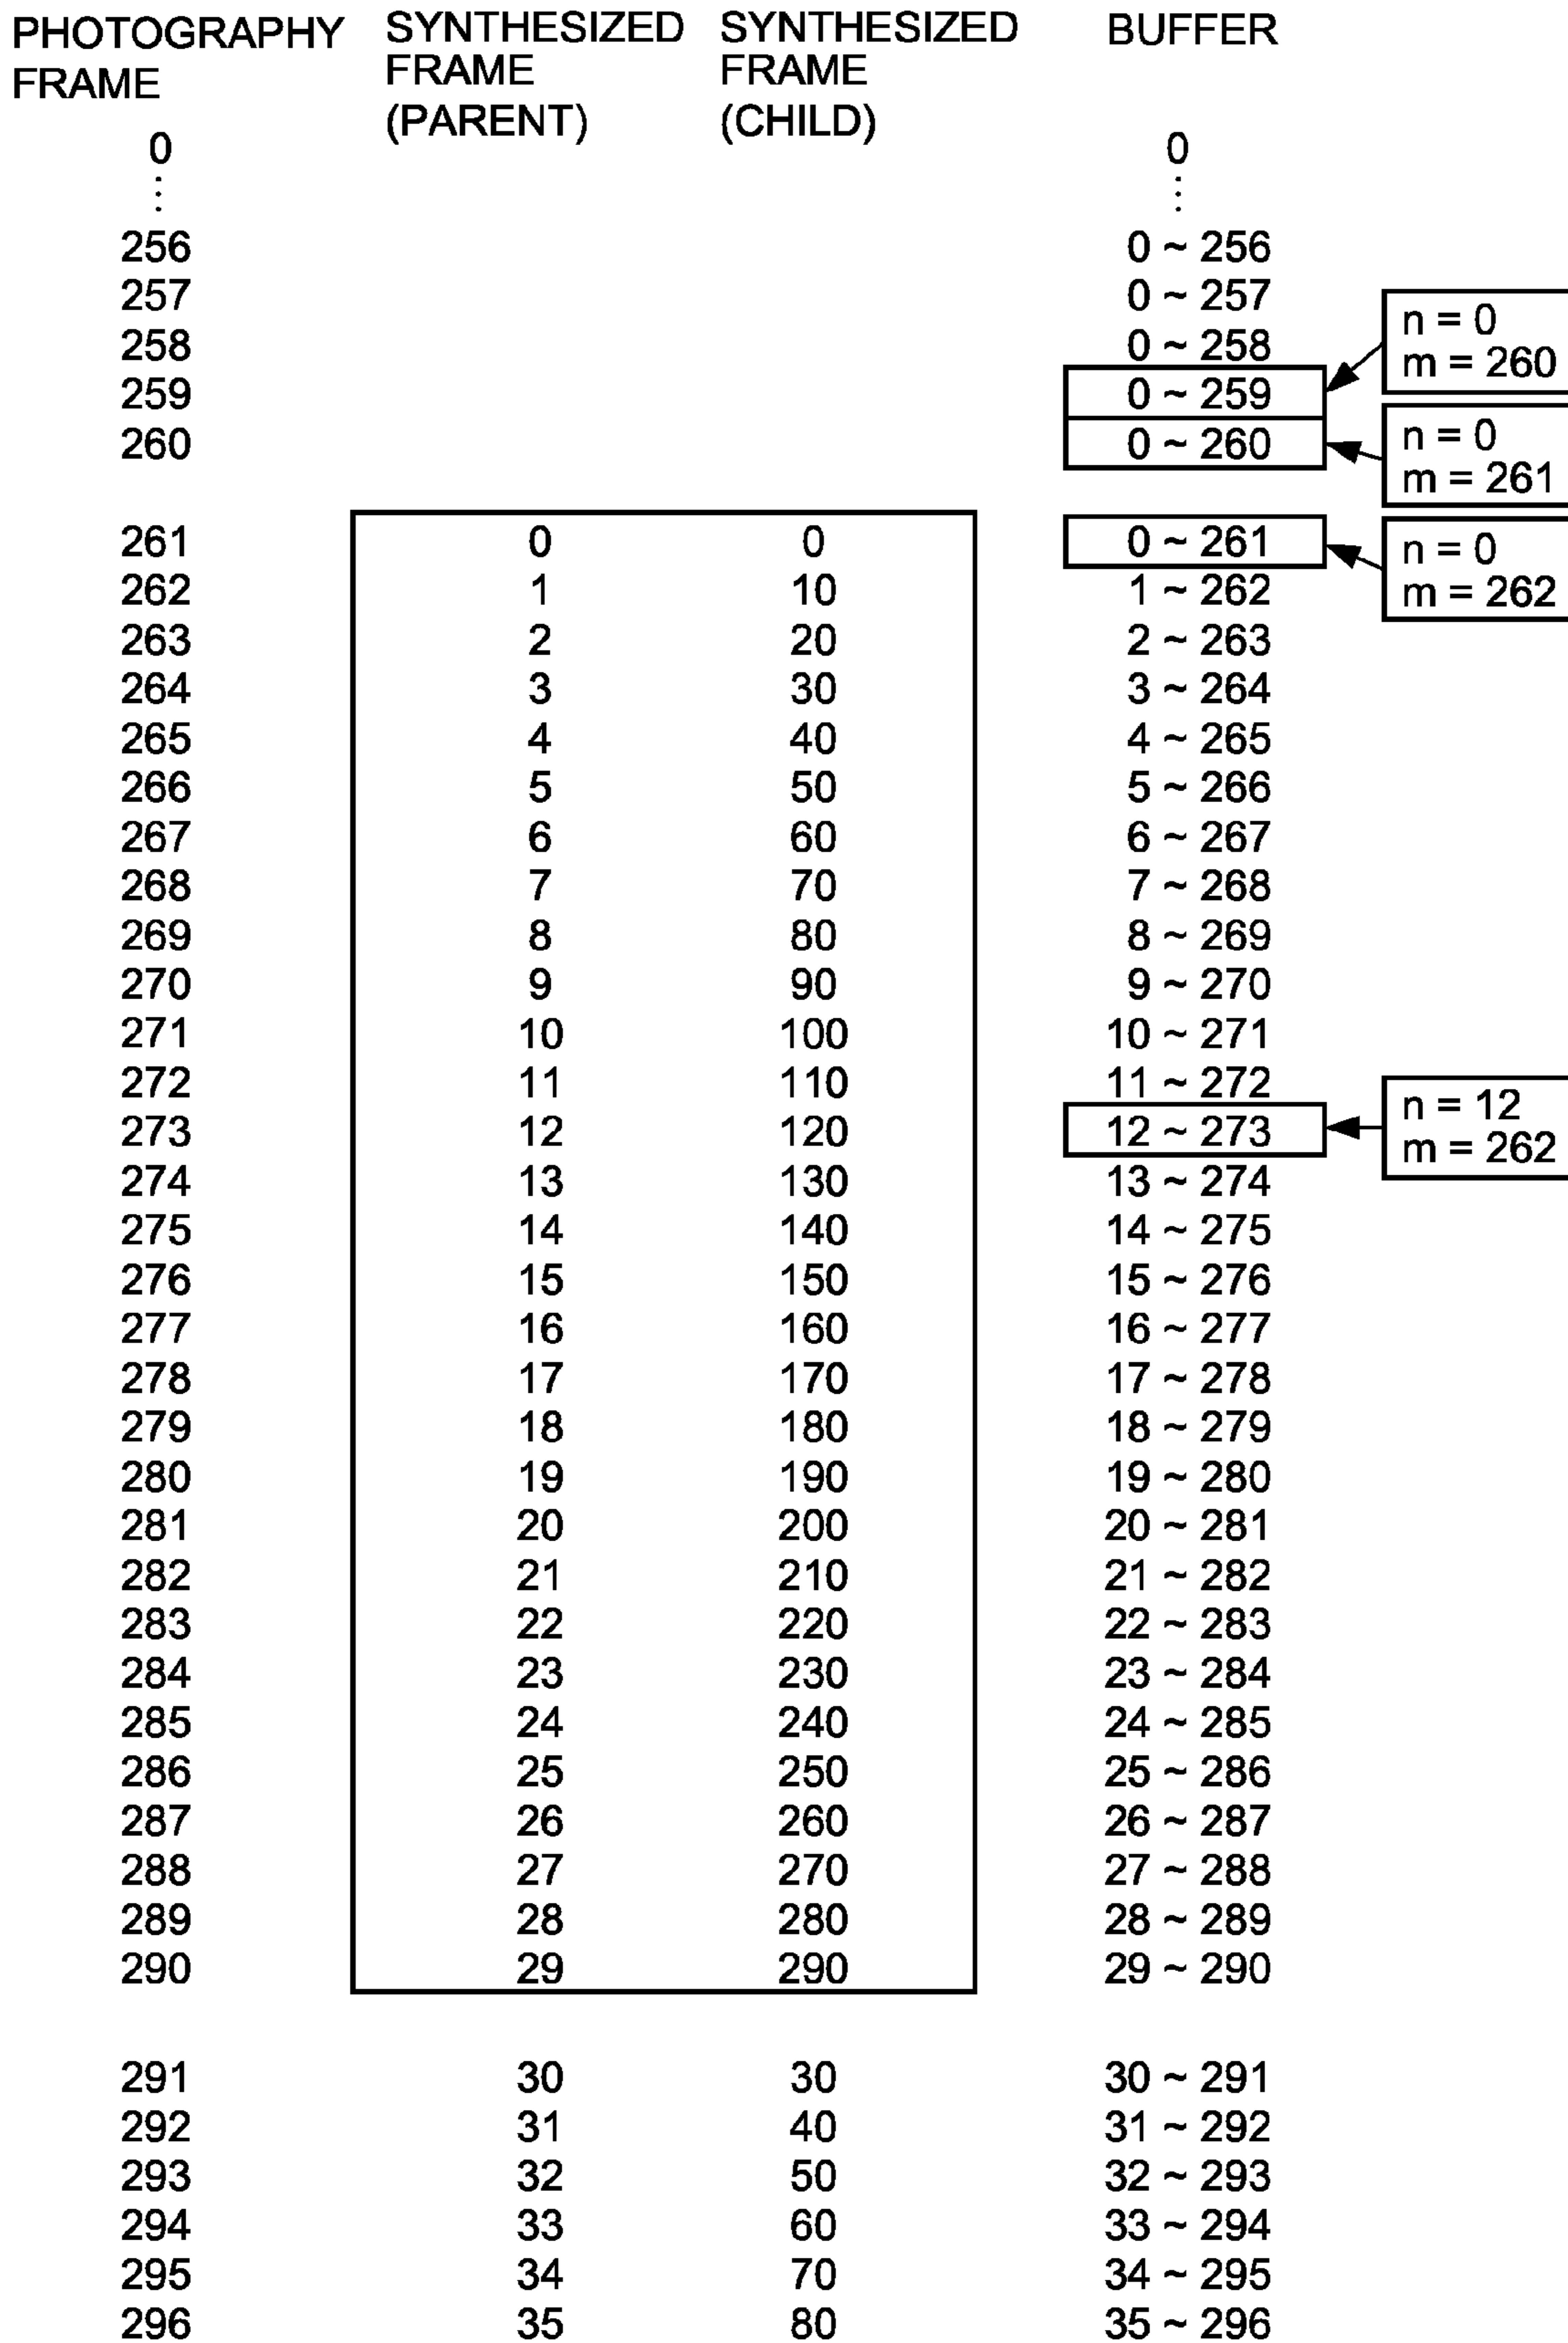 PHOTOGRAPHY FRAME SYNTHESIZED FRAME (PARENT) SYNTHESIZED FRAME (CHILD) BUFFER
0 0
⋮ ⋮
256 0 ~ 256
257 0 ~ 257
258 0 ~ 258
259 0 ~ 259
n = 0
m = 260
260 0 ~ 260
n = 0
m = 261
261 0 0 0 ~ 261
n = 0
m = 262
262 1 10 1 ~ 262
263 2 20 2 ~ 263
264 3 30 3 ~ 264
265 4 40 4 ~ 265
266 5 50 5 ~ 266
267 6 60 6 ~ 267
268 7 70 7 ~ 268
269 8 80 8 ~ 269
270 9 90 9 ~ 270
271 10 100 10 ~ 271
272 11 110 11 ~ 272
273 12 120 12 ~ 273
n = 12
m = 262
274 13 130 13 ~ 274
275 14 140 14 ~ 275
276 15 150 15 ~ 276
277 16 160 16 ~ 277
278 17 170 17 ~ 278
279 18 180 18 ~ 279
280 19 190 19 ~ 280
281 20 200 20 ~ 281
282 21 210 21 ~ 282
283 22 220 22 ~ 283
284 23 230 23 ~ 284
285 24 240 24 ~ 285
286 25 250 25 ~ 286
287 26 260 26 ~ 287
288 27 270 27 ~ 288
289 28 280 28 ~ 289
290 29 290 29 ~ 290
291 30 30 30 ~ 291
292 31 40 31 ~ 292
293 32 50 32 ~ 293
294 33 60 33 ~ 294
295 34 70 34 ~ 295
296 35 80 35 ~ 296